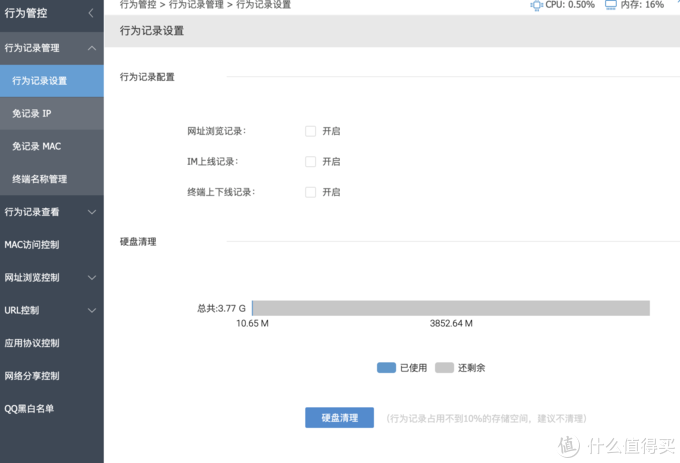 行为管控
行为管控 > 行为记录管理 > 行为记录设置
CPU: 0.50%
内存: 16%
行为记录管理
行为记录设置
免记录 IP
免记录 MAC
终端名称管理
行为记录查看
MAC访问控制
网址浏览控制
URL控制
应用协议控制
网络分享控制
QQ黑白名单
行为记录设置
行为记录配置
网址浏览记录: 开启
IM上线记录: 开启
终端上下线记录: 开启
硬盘清理
总共:3.77 G
10.65 M 3852.64 M
已使用 还剩余
硬盘清理 (行为记录占用不到10%的存储空间，建议不清理)
值 什么值得买